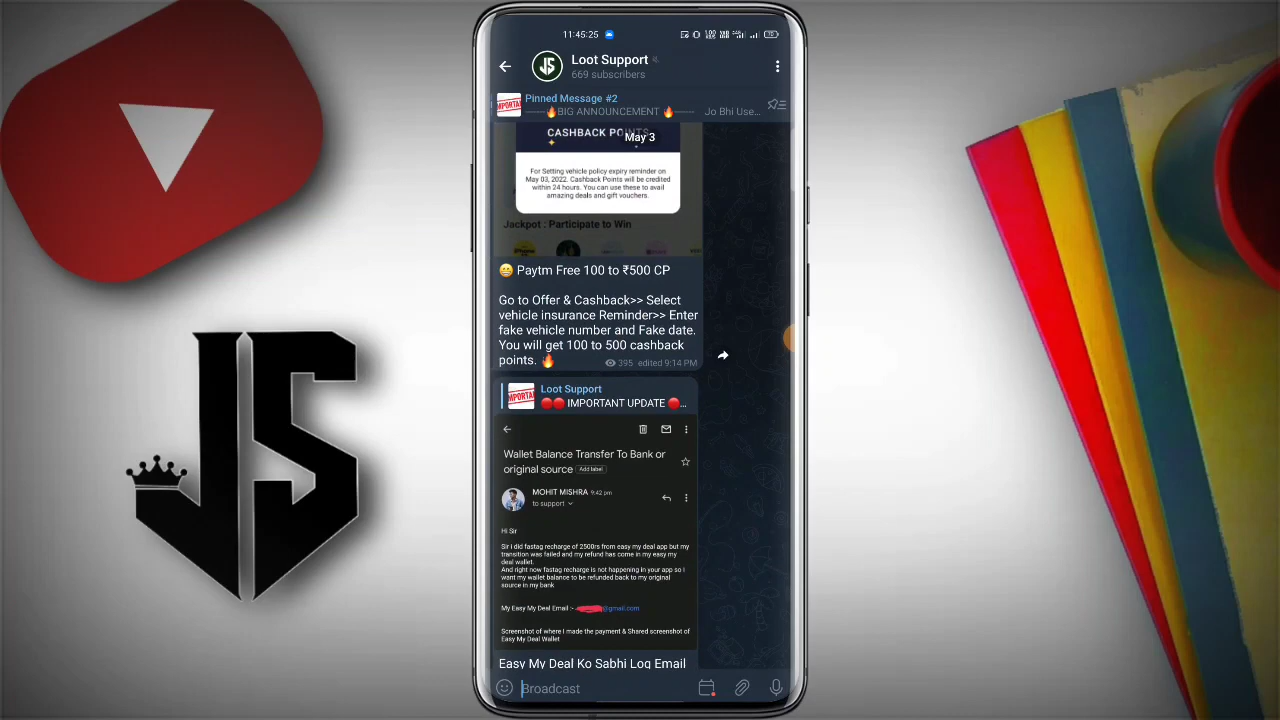 11:45:25
Loot Support
669 subscribers
Pinned Message #2
——🔥BIG ANNOUNCEMENT 🔥—— Jo Bhi Use...
CASHBACK POINTS
May 3
For Setting vehicle policy expiry reminder on
May 03, 2022. Cashback Points will be credited
within 24 hours. You can use these to avail
amazing deals and gift vouchers.
Jackpot : Participate to Win
😀 Paytm Free 100 to ₹500 CP
Go to Offer & Cashback>> Select
vehicle insurance Reminder>> Enter
fake vehicle number and Fake date.
You will get 100 to 500 cashback
points. 🔥
395 edited 9:14 PM
Loot Support
🔴🔴 IMPORTANT UPDATE 🔴...
Wallet Balance Transfer To Bank or
original source Add label
MOHIT MISHRA 9:42 pm
to support
Hi Sir
Sir i did fastag recharge of 2500rs from easy my deal app but my
transition was failed and my refund has come in my easy my
deal wallet.
And right now fastag recharge is not happening in your app so I
want my wallet balance to be refunded back to my original
source in my bank
My Easy My Deal Email :- @gmail.com
Screenshot of where I made the payment & Shared screenshot of
Easy My Deal Wallet
Easy My Deal Ko Sabhi Log Email
Broadcast
JS